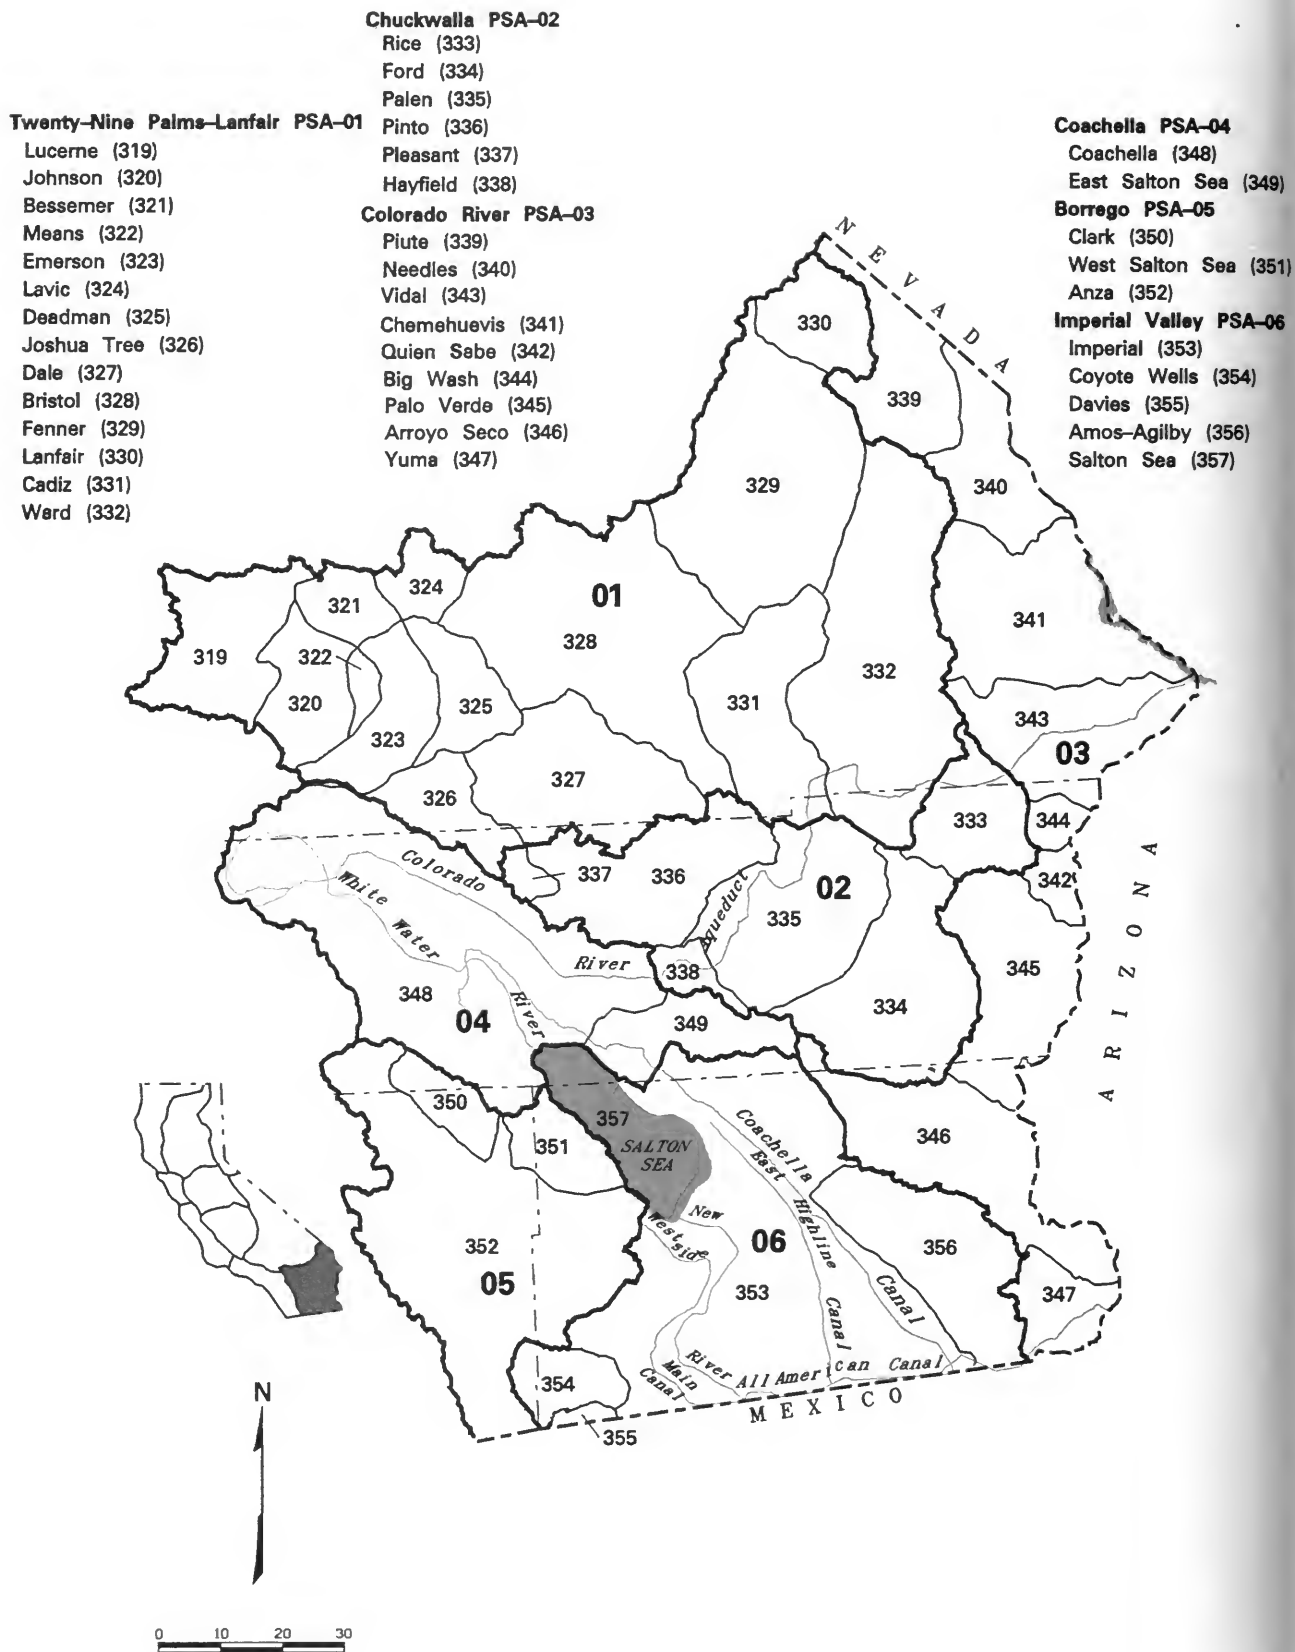 Chuckwalla PSA–02
Rice (333)
Ford (334)
Palen (335)
Pinto (336)
Pleasant (337)
Hayfield (338)
Twenty–Nine Palms–Lanfair PSA–01
Lucerne (319)
Johnson (320)
Bessemer (321)
Means (322)
Emerson (323)
Lavic (324)
Deadman (325)
Joshua Tree (326)
Dale (327)
Bristol (328)
Fenner (329)
Lanfair (330)
Cadiz (331)
Ward (332)
Colorado River PSA–03
Piute (339)
Needles (340)
Vidal (343)
Chemehuevis (341)
Quien Sabe (342)
Big Wash (344)
Palo Verde (345)
Arroyo Seco (346)
Yuma (347)
Coachella PSA–04
Coachella (348)
East Salton Sea (349)
Borrego PSA–05
Clark (350)
West Salton Sea (351)
Anza (352)
Imperial Valley PSA–06
Imperial (353)
Coyote Wells (354)
Davies (355)
Amos–Agilby (356)
Salton Sea (357)
NEVADA
330
339
329
340
324
321
01
341
328
319
322
332
320
325
331
343
323
03
327
326
333
344
337
336
02
342
335
Colorado
White
Water
River
Aqueduct
River
338
345
348
04
349
334
ARIZONA
350
357
351
SALTON
SEA
346
Coachella
East Highline
Canal
Canal
New
West side
06
352
05
353
356
347
River
Main
Canal
All American Canal
354
355
MEXICO
N
0 10 20 30